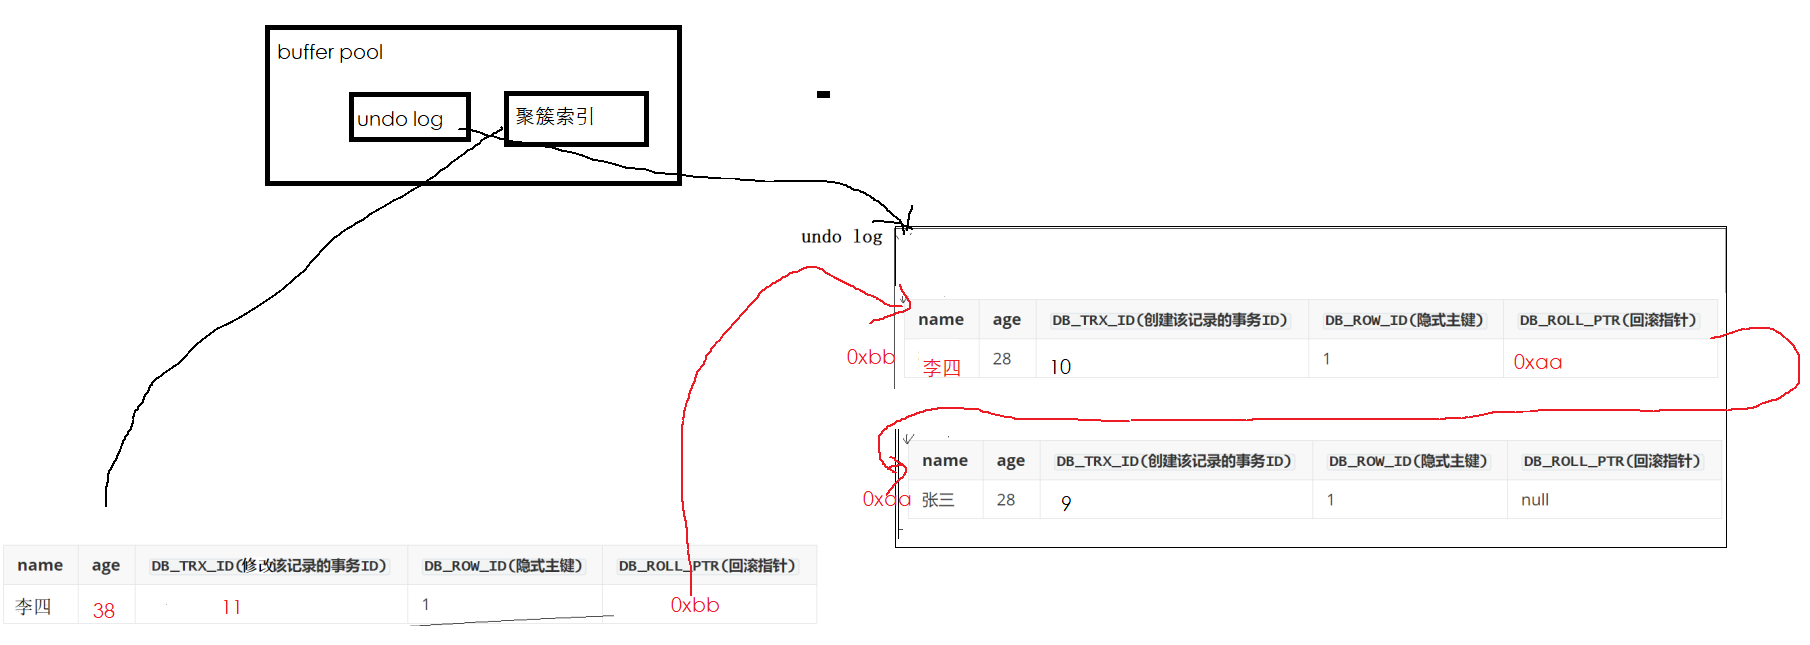 buffer pool
undo log
聚簇索引
undo log
name age DB_TRX_ID(创建该记录的事务ID) DB_ROW_ID(隐式主键) DB_ROLL_PTR(回滚指针)
0xbb 李四 28 10 1 0xaa
name age DB_TRX_ID(创建该记录的事务ID) DB_ROW_ID(隐式主键) DB_ROLL_PTR(回滚指针)
0xaa 张三 28 9 1 null
name age DB_TRX_ID(修改该记录的事务ID) DB_ROW_ID(隐式主键) DB_ROLL_PTR(回滚指针)
李四 38 11 1 0xbb